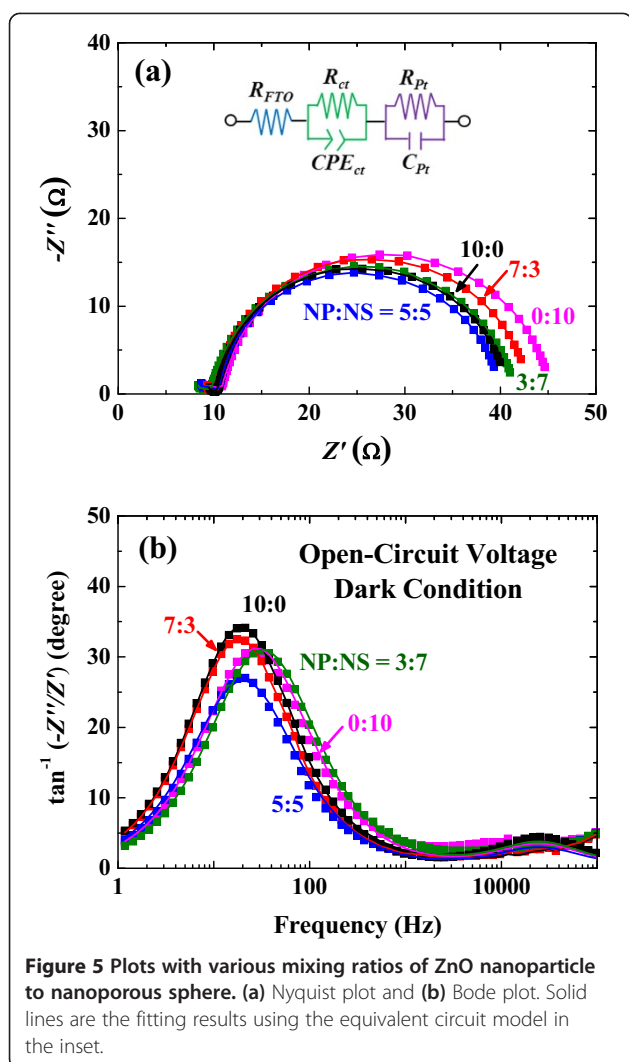 40
(a)
R_FTO
R_ct
R_Pt
CPE_ct
C_Pt
30
20
10
0
-Z'' (Ω)
10:0
7:3
NP:NS = 5:5
0:10
3:7
0 10 20 30 40 50
Z' (Ω)
50
(b)
Open-Circuit Voltage
Dark Condition
40
30
20
10
0
tan⁻¹ (-Z''/Z') (degree)
10:0
7:3
NP:NS = 3:7
0:10
5:5
1 100 10000
Frequency (Hz)
Figure 5 Plots with various mixing ratios of ZnO nanoparticle
to nanoporous sphere. (a) Nyquist plot and (b) Bode plot. Solid
lines are the fitting results using the equivalent circuit model in
the inset.